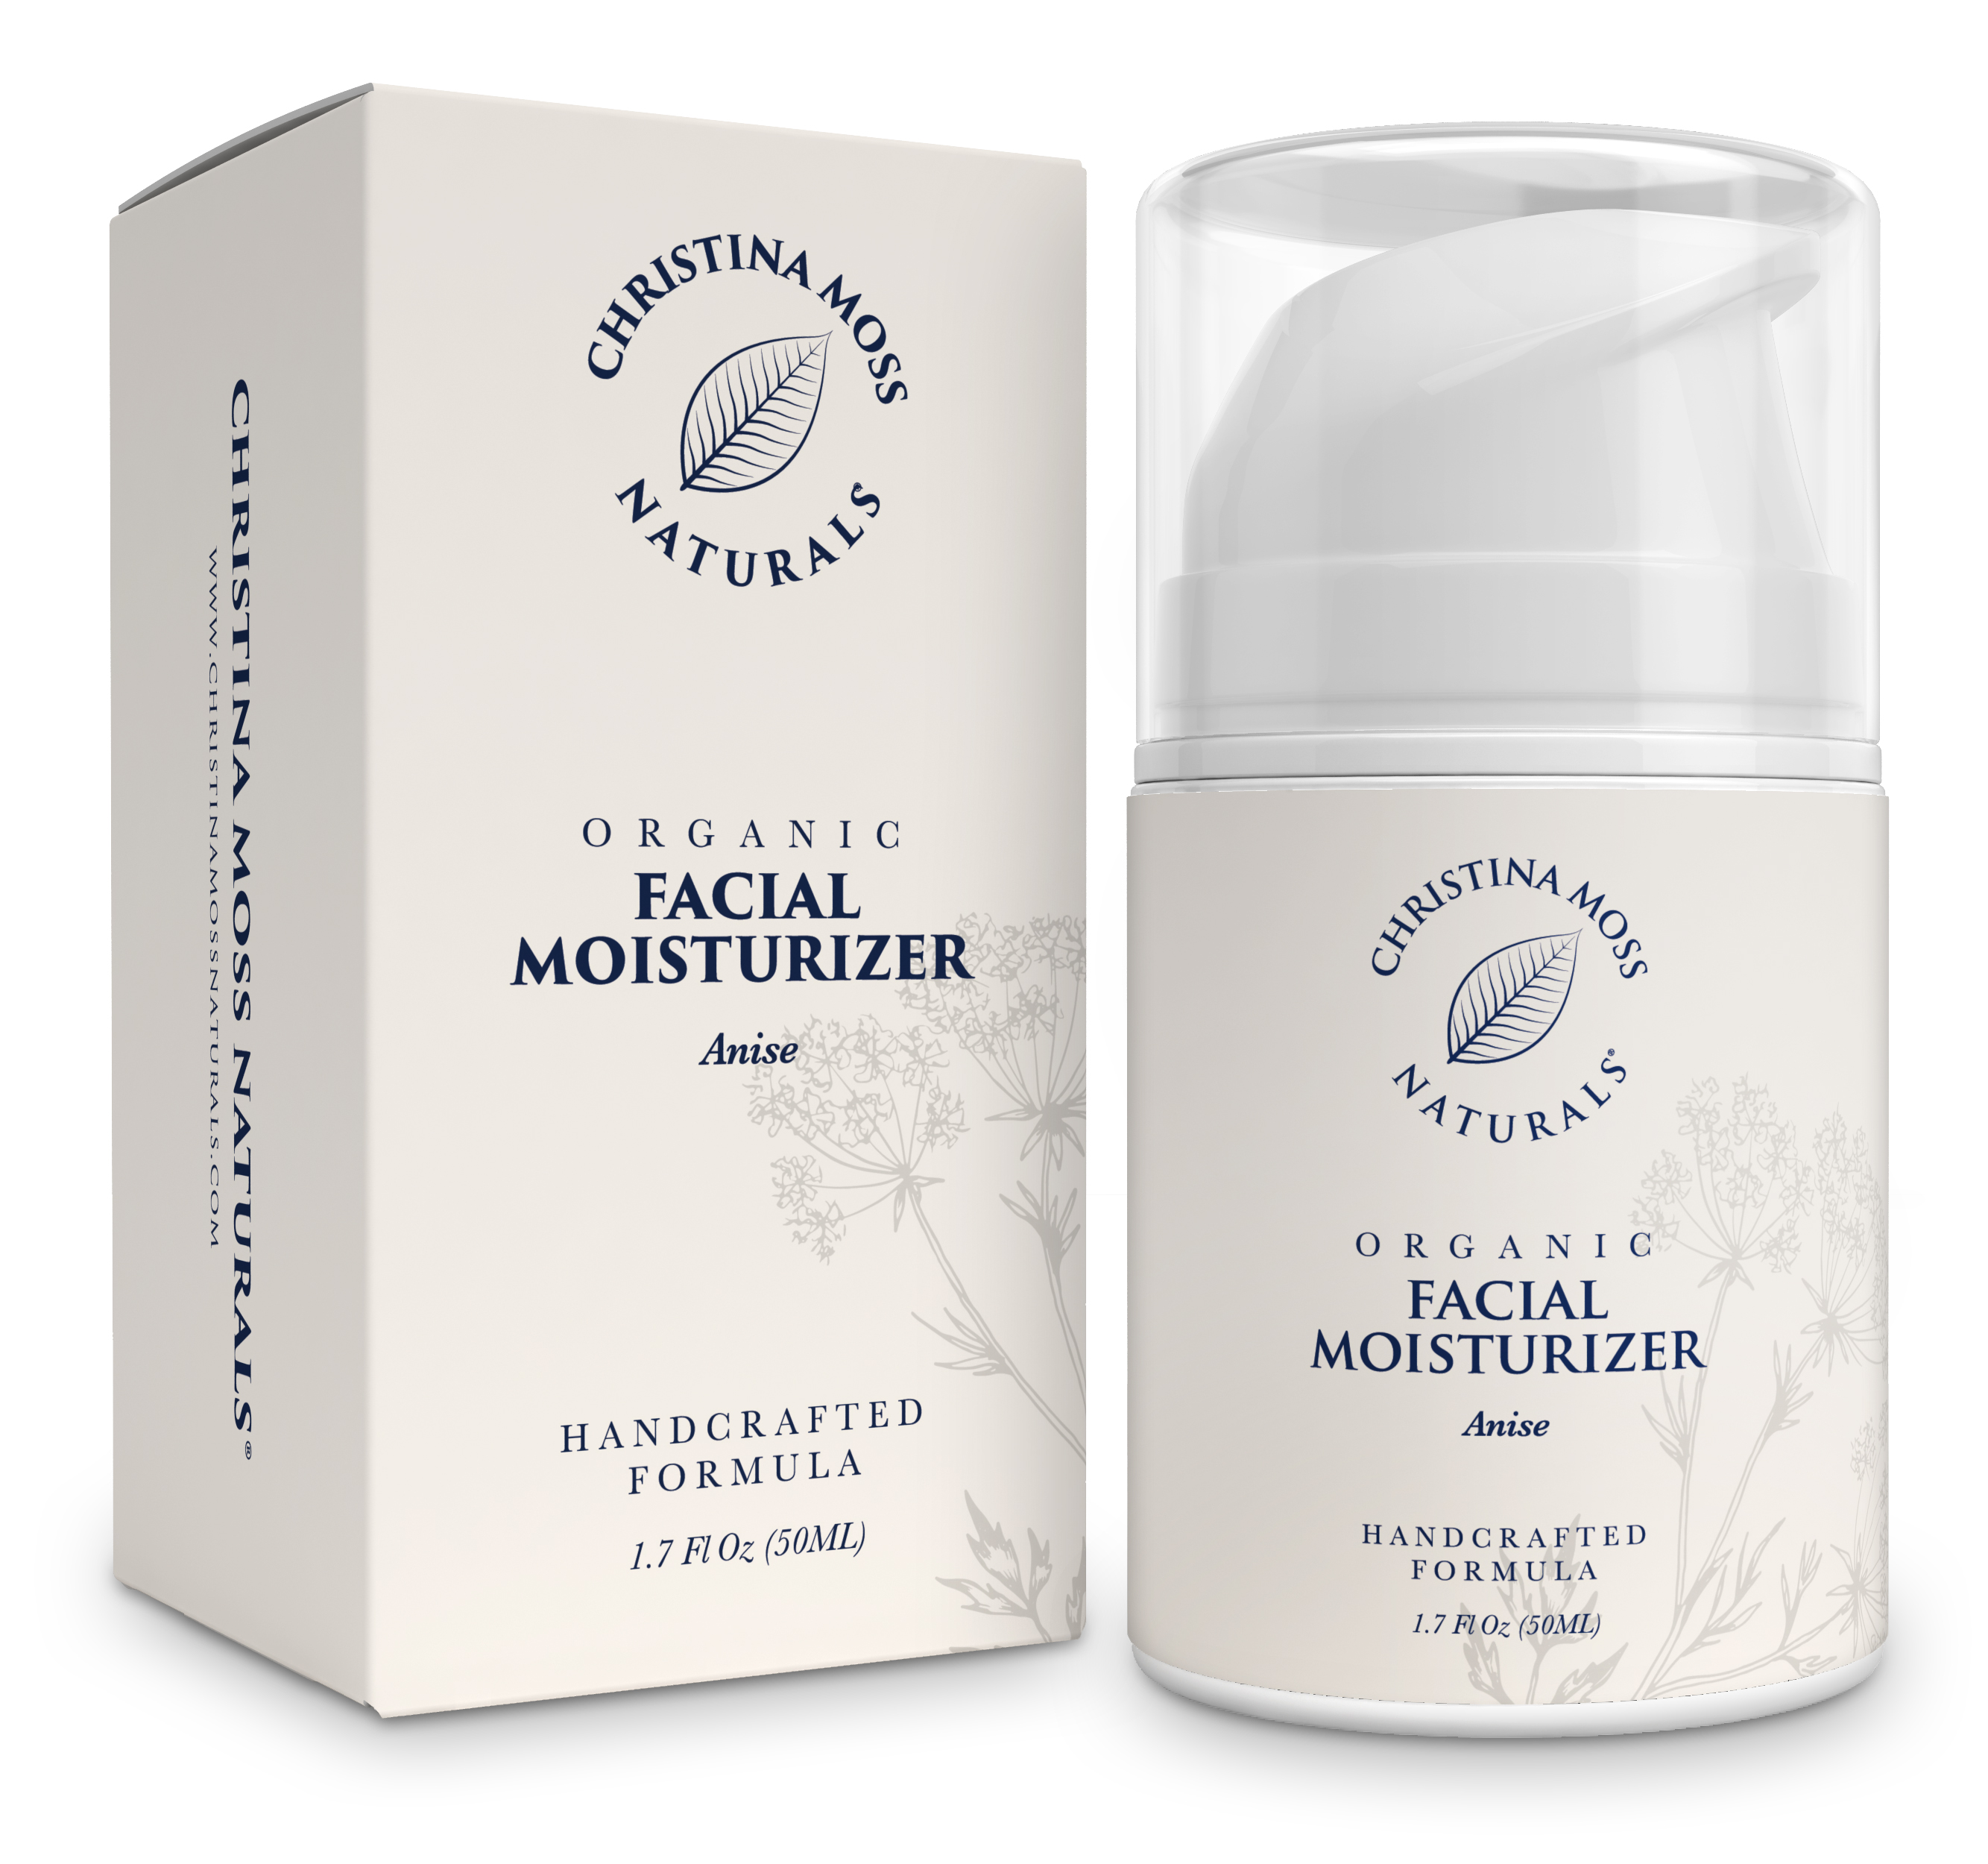 CHRISTINA MOSS NATURALS®
WWW.CHRISTINAMOSSNATURALS.COM
CHRISTINA MOSS
NATURALS®
ORGANIC
FACIAL
MOISTURIZER
Anise
HANDCRAFTED
FORMULA
1.7 Fl Oz (50ML)
CHRISTINA MOSS
NATURALS®
ORGANIC
FACIAL
MOISTURIZER
Anise
HANDCRAFTED
FORMULA
1.7 Fl Oz (50ML)